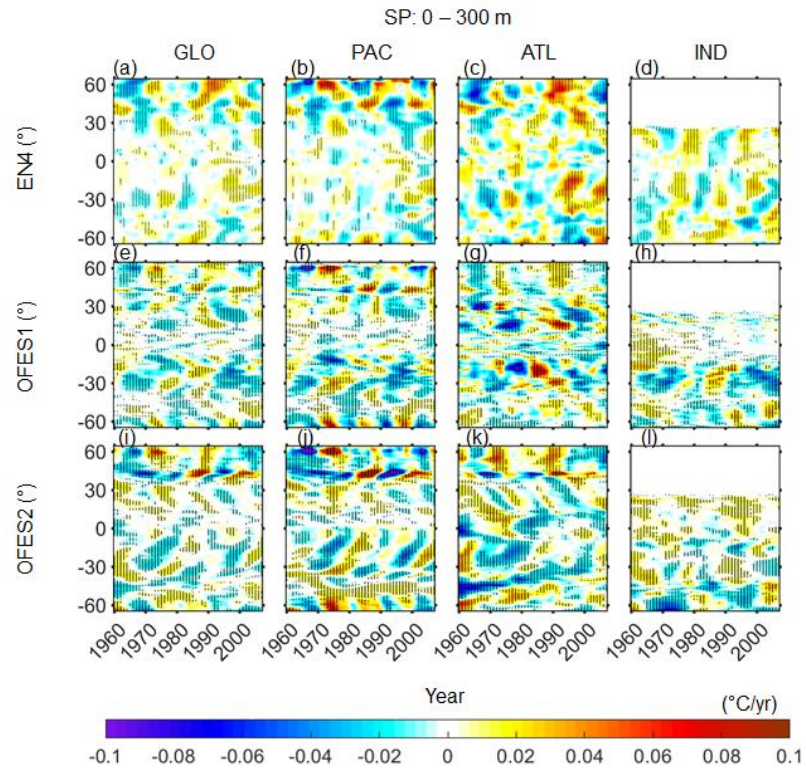 SP: 0 – 300 m
GLO PAC ATL IND
(a) (b) (c) (d)
EN4 (°)
60
30
0
-30
-60
(e) (f) (g) (h)
OFES1 (°)
60
30
0
-30
-60
(i) (j) (k) (l)
OFES2 (°)
60
30
0
-30
-60
1960 1970 1980 1990 2000 1960 1970 1980 1990 2000 1960 1970 1980 1990 2000 1960 1970 1980 1990 2000
Year (°C/yr)
-0.1 -0.08 -0.06 -0.04 -0.02 0 0.02 0.04 0.06 0.08 0.1